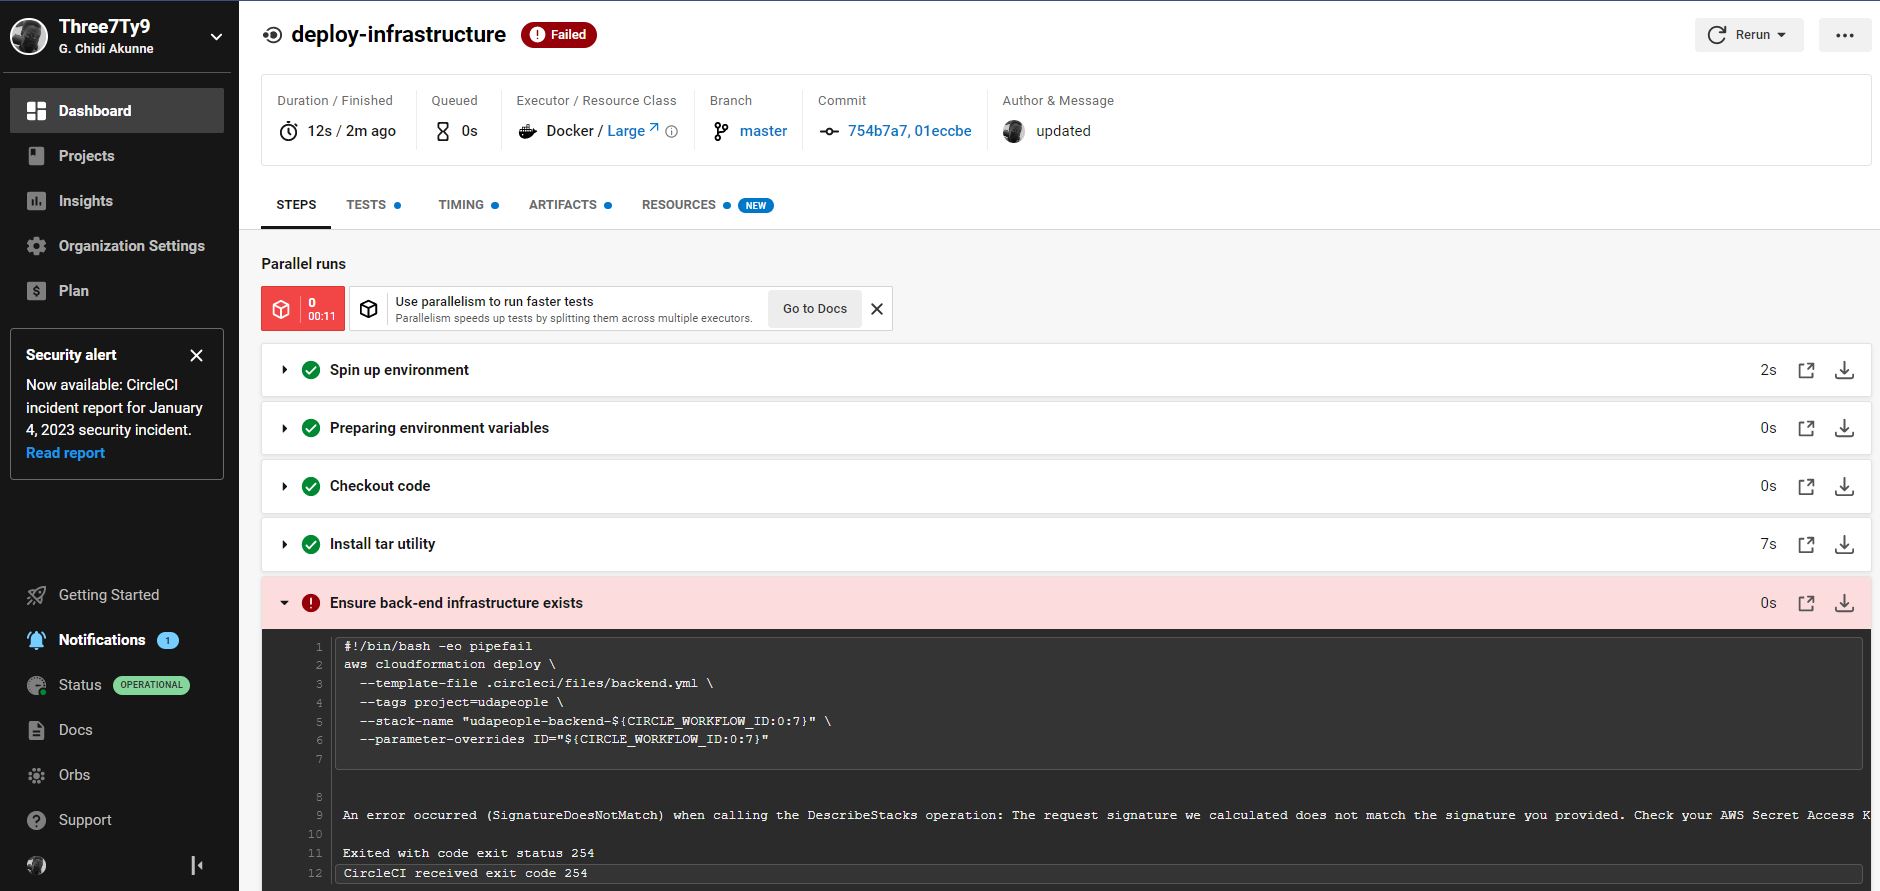 Three7Ty9
G. Chidi Akunne
Dashboard
Projects
Insights
Organization Settings
Plan
Security alert
Now available: CircleCI
incident report for January
4, 2023 security incident.
Read report
Getting Started
Notifications 1
Status OPERATIONAL
Docs
Orbs
Support
deploy-infrastructure Failed
Rerun
Duration / Finished
12s / 2m ago
Queued
0s
Executor / Resource Class
Docker / Large
Branch
master
Commit
754b7a7, 01eccbe
Author & Message
updated
STEPS TESTS TIMING ARTIFACTS RESOURCES NEW
Parallel runs
0
00:11
Use parallelism to run faster tests
Parallelism speeds up tests by splitting them across multiple executors.
Go to Docs
Spin up environment 2s
Preparing environment variables 0s
Checkout code 0s
Install tar utility 7s
Ensure back-end infrastructure exists 0s
1 #!/bin/bash -eo pipefail
2 aws cloudformation deploy \
3 --template-file .circleci/files/backend.yml \
4 --tags project=udapeople \
5 --stack-name "udapeople-backend-${CIRCLE_WORKFLOW_ID:0:7}" \
6 --parameter-overrides ID="${CIRCLE_WORKFLOW_ID:0:7}"
7
8
9 An error occurred (SignatureDoesNotMatch) when calling the DescribeStacks operation: The request signature we calculated does not match the signature you provided. Check your AWS Secret Access K
10
11 Exited with code exit status 254
12 CircleCI received exit code 254